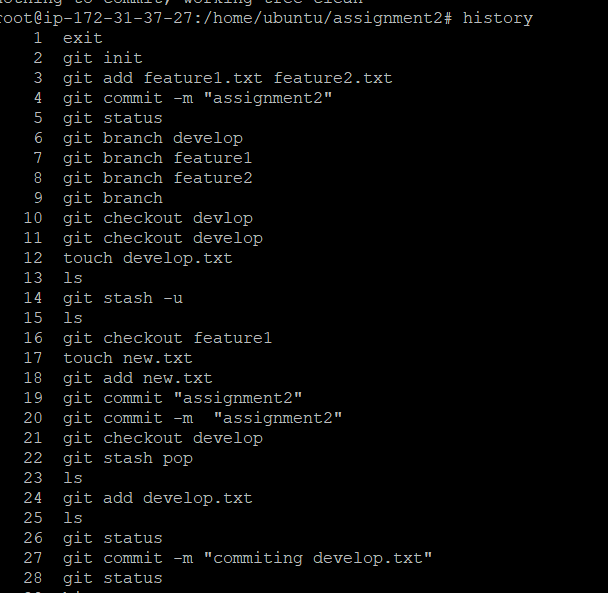 nothing to commit, working tree clean
root@ip-172-31-37-27:/home/ubuntu/assignment2# history
1 exit
2 git init
3 git add feature1.txt feature2.txt
4 git commit -m "assignment2"
5 git status
6 git branch develop
7 git branch feature1
8 git branch feature2
9 git branch
10 git checkout devlop
11 git checkout develop
12 touch develop.txt
13 ls
14 git stash -u
15 ls
16 git checkout feature1
17 touch new.txt
18 git add new.txt
19 git commit "assignment2"
20 git commit -m  "assignment2"
21 git checkout develop
22 git stash pop
23 ls
24 git add develop.txt
25 ls
26 git status
27 git commit -m "commiting develop.txt"
28 git status